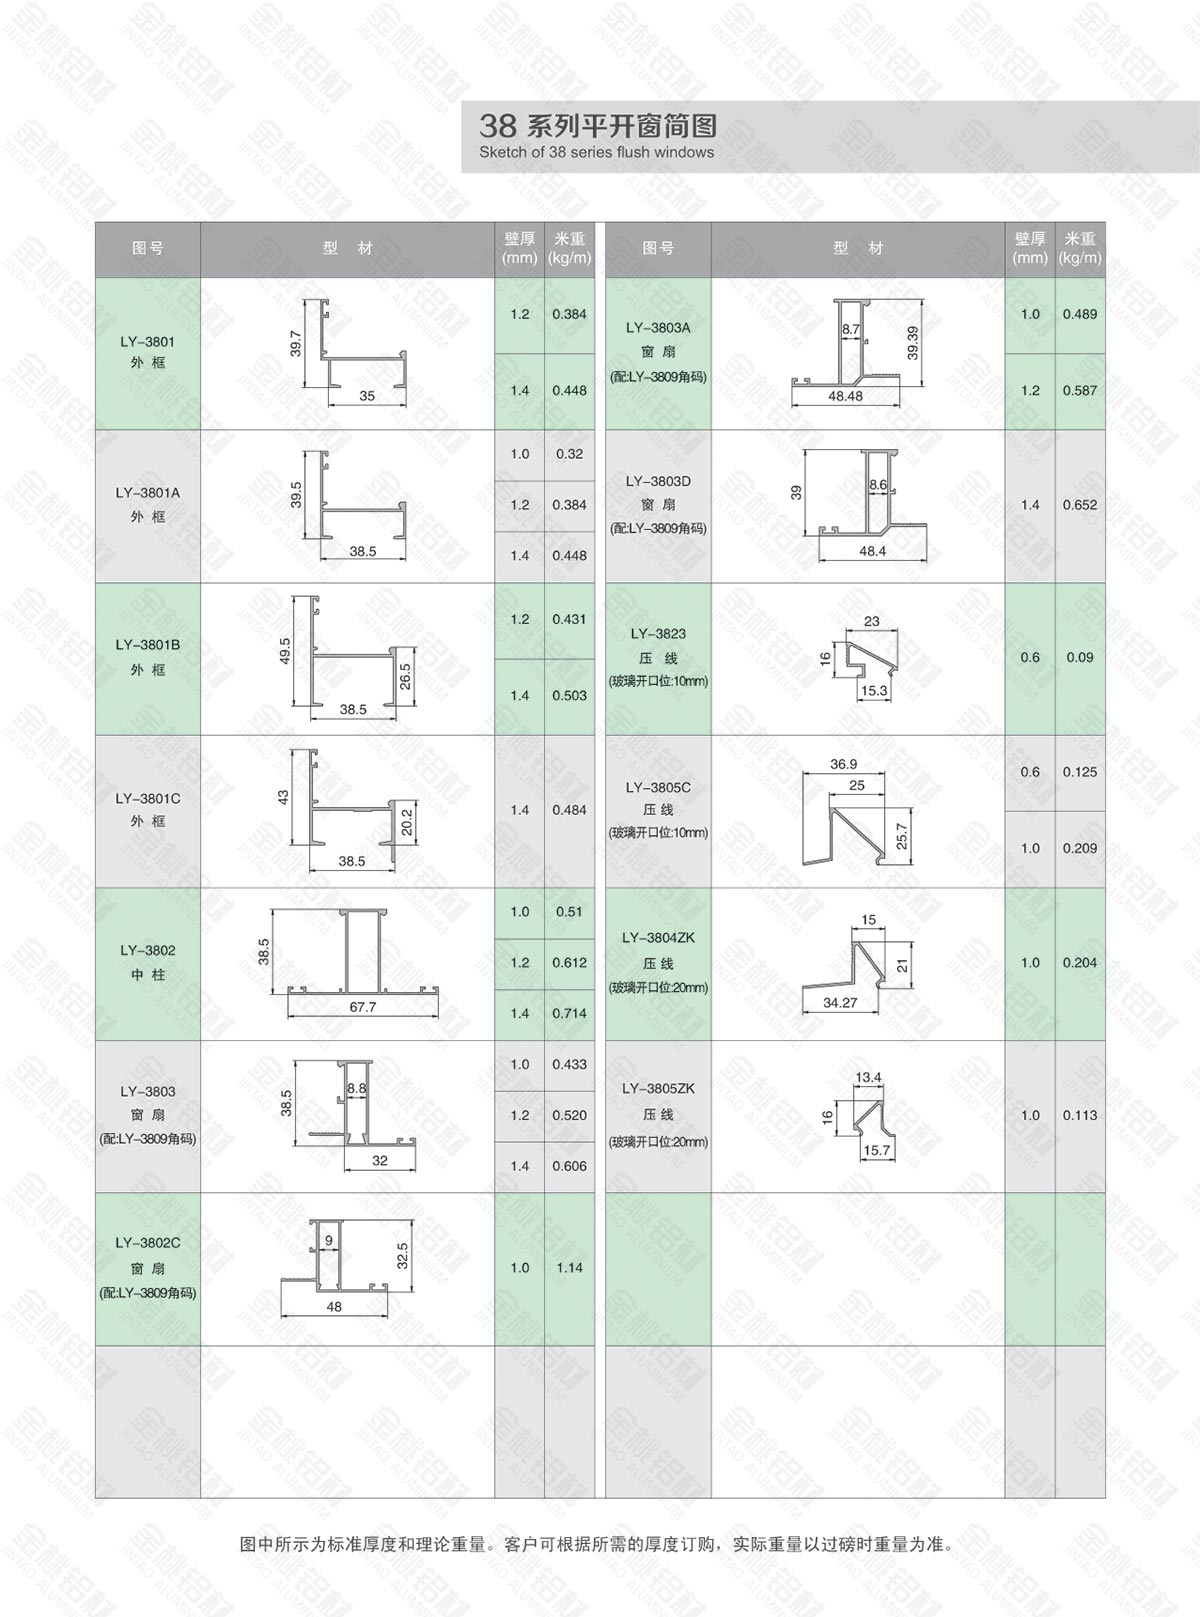 38 系列平开窗简图
Sketch of 38 series flush windows
图号 型 材 壁厚(mm) 米重(kg/m) 图号 型 材 壁厚(mm) 米重(kg/m)
LY-3801
外 框
39.7
35
1.2 0.384
1.4 0.448
LY-3801A
外 框
39.5
38.5
1.0 0.32
1.2 0.384
1.4 0.448
LY-3801B
外 框
49.5
26.5
38.5
1.2 0.431
1.4 0.503
LY-3801C
外 框
43
20.2
38.5
1.4 0.484
LY-3802
中 柱
38.5
67.7
1.0 0.51
1.2 0.612
1.4 0.714
LY-3803
窗 扇
(配:LY-3809角码)
38.5
8.8
32
1.0 0.433
1.2 0.520
1.4 0.606
LY-3802C
窗 扇
(配:LY-3809角码)
9
32.5
48
1.0 1.14
LY-3803A
窗 扇
(配:LY-3809角码)
8.7
39.39
48.48
1.0 0.489
1.2 0.587
LY-3803D
窗 扇
(配:LY-3809角码)
39
8.6
48.4
1.4 0.652
LY-3823
压 线
(玻璃开口位:10mm)
23
16
15.3
0.6 0.09
LY-3805C
压 线
(玻璃开口位:10mm)
36.9
25
25.7
0.6 0.125
1.0 0.209
LY-3804ZK
压 线
(玻璃开口位:20mm)
15
21
34.27
1.0 0.204
LY-3805ZK
压 线
(玻璃开口位:20mm)
13.4
16
15.7
1.0 0.113
图中所示为标准厚度和理论重量。客户可根据所需的厚度订购，实际重量以过磅时重量为准。
金桃铝材
JINTAO ALUMINIUM